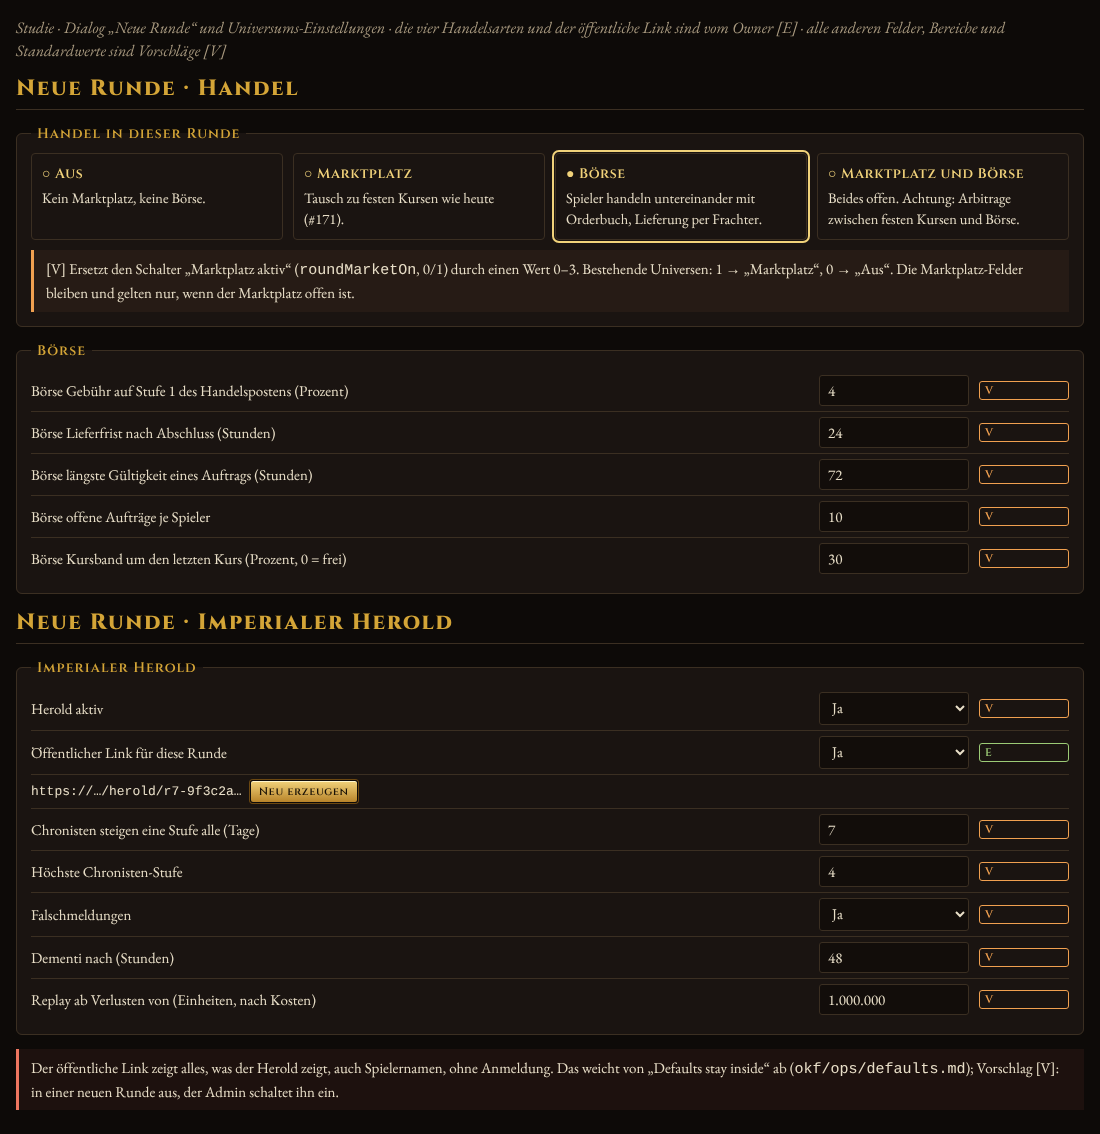 Studie · Dialog „Neue Runde“ und Universums-Einstellungen · die vier Handelsarten und der öffentliche Link sind vom Owner [E] · alle anderen Felder, Bereiche und
Standardwerte sind Vorschläge [V]
Neue Runde · Handel
Handel in dieser Runde
○ Aus
Kein Marktplatz, keine Börse.
○ Marktplatz
Tausch zu festen Kursen wie heute
(#171).
● Börse
Spieler handeln untereinander mit
Orderbuch, Lieferung per Frachter.
○ Marktplatz und Börse
Beides offen. Achtung: Arbitrage
zwischen festen Kursen und Börse.
[V] Ersetzt den Schalter „Marktplatz aktiv“ (roundMarketOn, 0/1) durch einen Wert 0–3. Bestehende Universen: 1 → „Marktplatz“, 0 → „Aus“. Die Marktplatz-Felder
bleiben und gelten nur, wenn der Marktplatz offen ist.
Börse
Börse Gebühr auf Stufe 1 des Handelspostens (Prozent) 4 V
Börse Lieferfrist nach Abschluss (Stunden) 24 V
Börse längste Gültigkeit eines Auftrags (Stunden) 72 V
Börse offene Aufträge je Spieler 10 V
Börse Kursband um den letzten Kurs (Prozent, 0 = frei) 30 V
Neue Runde · Imperialer Herold
Imperialer Herold
Herold aktiv Ja V
Öffentlicher Link für diese Runde Ja E
https://…/herold/r7-9f3c2a… Neu erzeugen
Chronisten steigen eine Stufe alle (Tage) 7 V
Höchste Chronisten-Stufe 4 V
Falschmeldungen Ja V
Dementi nach (Stunden) 48 V
Replay ab Verlusten von (Einheiten, nach Kosten) 1.000.000 V
Der öffentliche Link zeigt alles, was der Herold zeigt, auch Spielernamen, ohne Anmeldung. Das weicht von „Defaults stay inside“ ab (okf/ops/defaults.md); Vorschlag [V]:
in einer neuen Runde aus, der Admin schaltet ihn ein.